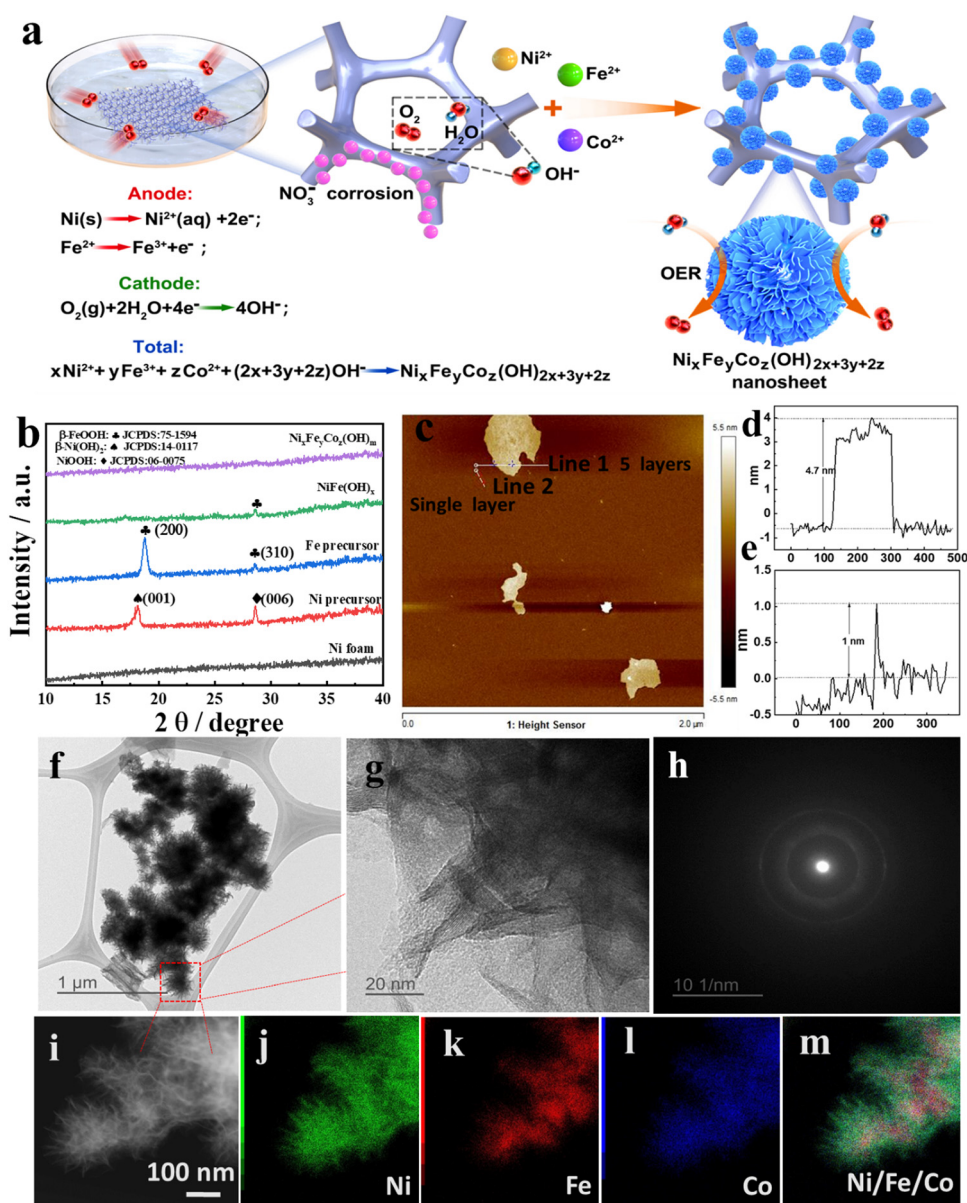 a
Ni²⁺
Fe²⁺
Co²⁺
O₂
H₂O
OH⁻
NO₃⁻ corrosion
Anode:
Ni(s) → Ni²⁺(aq) +2e⁻;
Fe²⁺ → Fe³⁺+e⁻ ;
Cathode:
O₂(g)+2H₂O+4e⁻ → 4OH⁻;
Total:
xNi²⁺+yFe³⁺+zCo²⁺+(2x+3y+2z)OH⁻ → NiₓFeᵧCo_z(OH)₂ₓ₊₃ᵧ₊₂z
OER
NiₓFeᵧCo_z(OH)₂ₓ₊₃ᵧ₊₂z
nanosheet
b
β-FeOOH: ♣ JCPDS:75-1594
β-Ni(OH)₂: ♠ JCPDS:14-0117
NiOOH: ♦ JCPDS:06-0075
NiₓFeᵧCo_z(OH)ₘ
NiFe(OH)ₓ
♣
♣(200)
♣(310)
Fe precursor
♠(001)
♦(006)
Ni precursor
Ni foam
Intensity / a.u.
10 15 20 25 30 35 40
2 θ / degree
c
Line 1 5 layers
Line 2
Single layer
5.5 nm
-5.5 nm
0.0
1: Height Sensor
2.0 µm
d
4
3
2
1
0
-1
nm
4.7 nm
0 100 200 300 400 500
e
1.5
1.0
0.5
0.0
-0.5
nm
1 nm
0 100 200 300
f
1 µm
g
20 nm
h
10 1/nm
i
100 nm
j
Ni
k
Fe
l
Co
m
Ni/Fe/Co